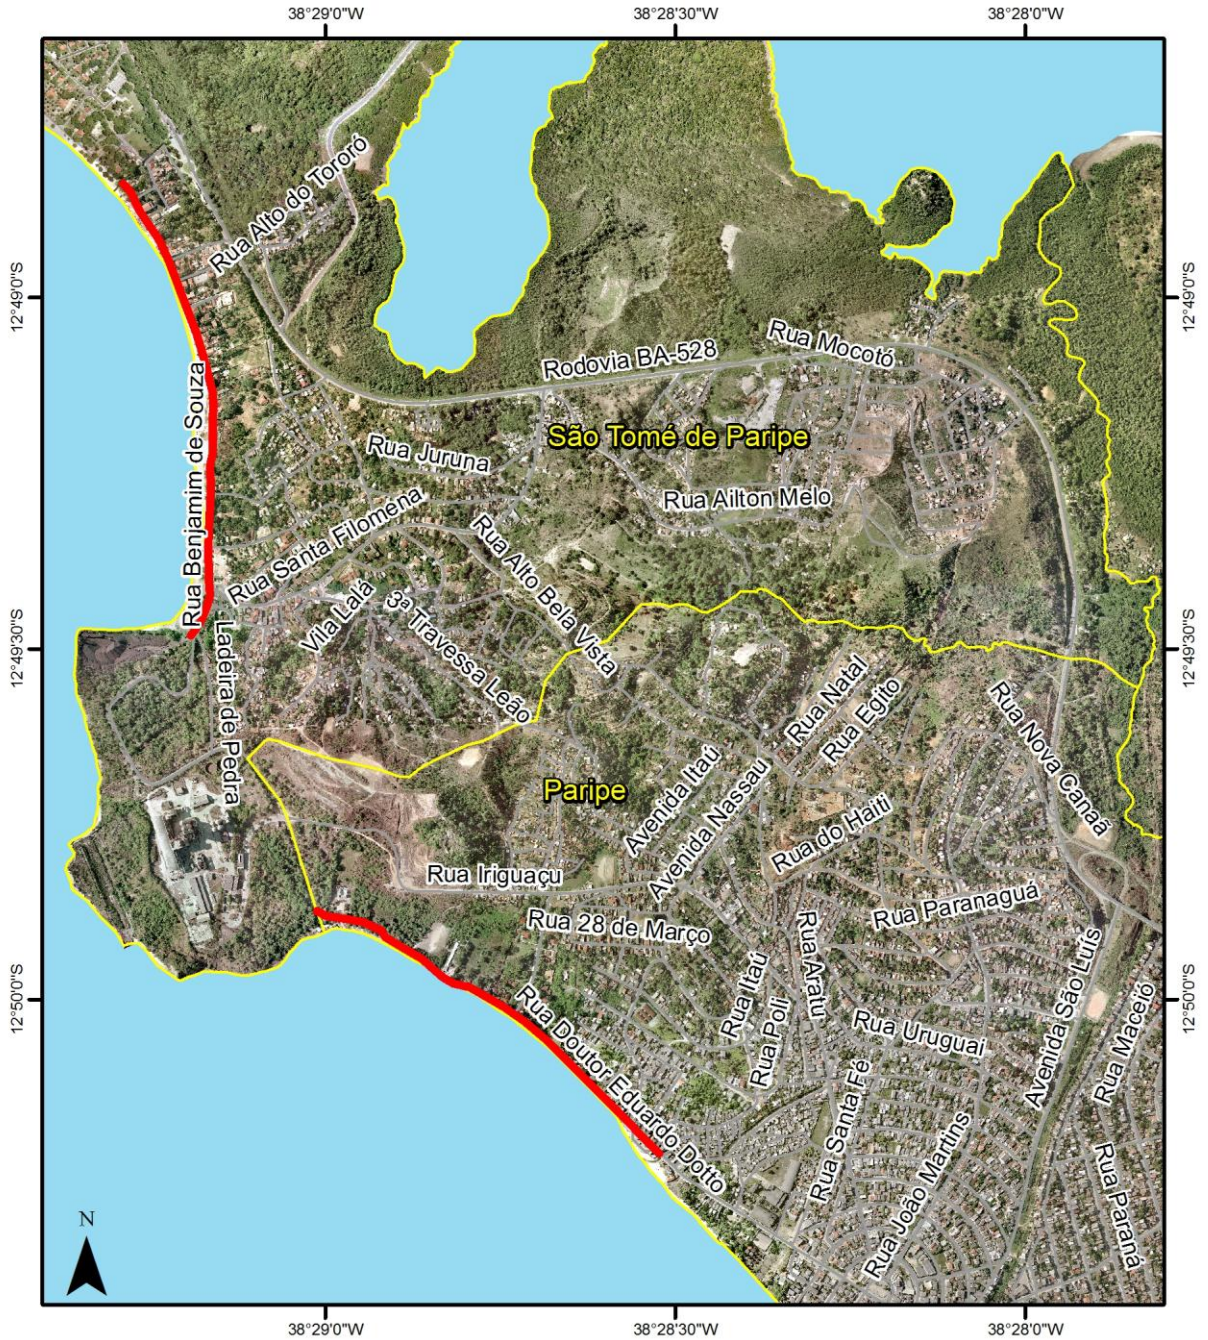 38°29'0"W
38°28'30"W
38°28'0"W
Rua Alto do Tororó
12°49'0"S
12°49'0"S
Rodovia BA-528
Rua Mocotó
Rua Benjamim de Souza
São Tomé de Paripe
Rua Juruna
Rua Ailton Melo
Rua Santa Filomena
Rua Alto Bela Vista
Vila Lalá
3ª Travessa Leão
12°49'30"S
12°49'30"S
Ladeira de Pedra
Rua Natal
Rua Egito
Rua Nova Canaã
Paripe
Avenida Itaú
Avenida Nassau
Rua do Haiti
Rua Iriguaçu
Rua Paranaguá
Rua 28 de Março
Rua Aratu
Avenida São Luís
12°50'0"S
12°50'0"S
Rua Itaú
Rua Poli
Rua Uruguai
Rua Maceió
Rua Doutor Eduardo Dotto
Rua Santa Fé
Rua João Martins
Rua Paraná
N
38°29'0"W
38°28'30"W
38°28'0"W